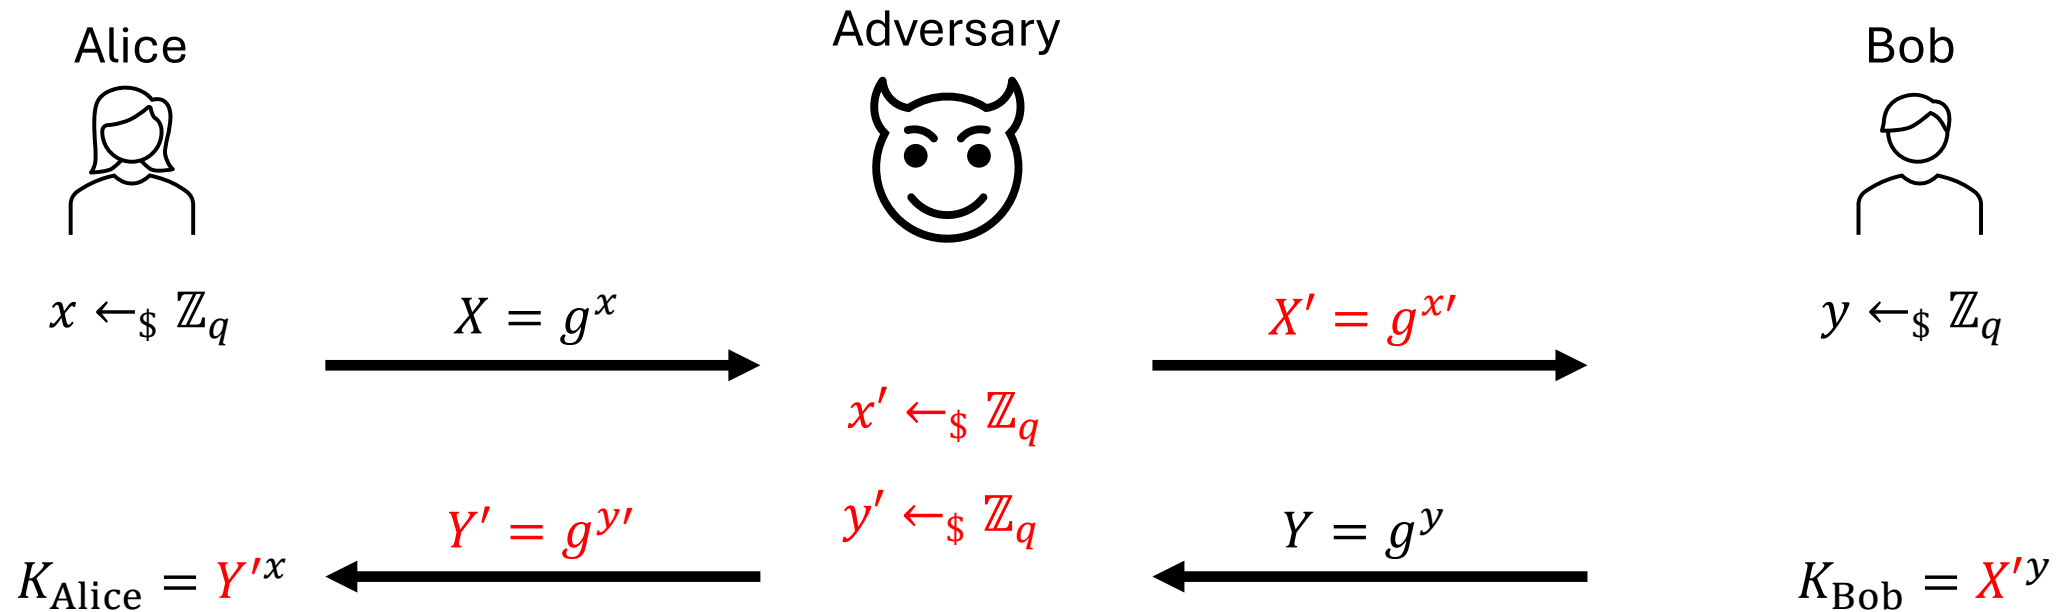 Alice
Adversary
Bob
x ←$ ℤq
X = g^x
X′ = g^x′
y ←$ ℤq
x′ ←$ ℤq
y′ ←$ ℤq
Y′ = g^y′
Y = g^y
K_Alice = Y′^x
K_Bob = X′^y